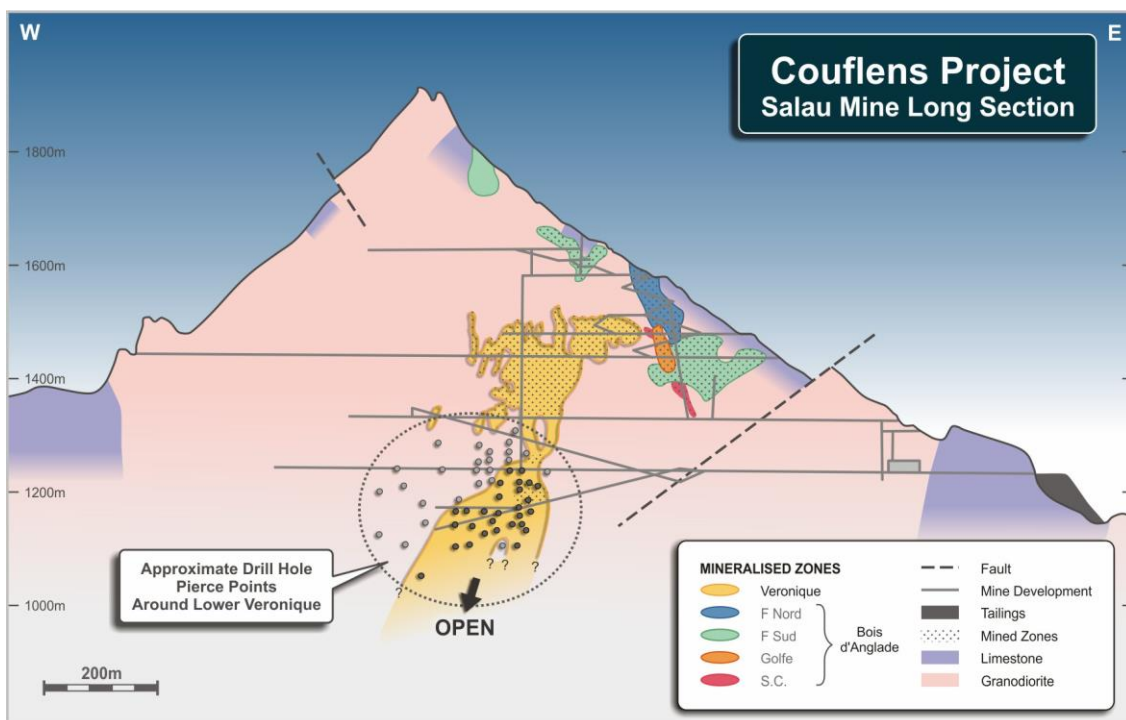 W
E
Couflens Project
Salau Mine Long Section
1800m
1600m
1400m
1200m
1000m
Approximate Drill Hole
Pierce Points
Around Lower Veronique
?
?
?
?
OPEN
200m
MINERALISED ZONES
Veronique
F Nord
F Sud
Golfe
S.C.
Bois
d'Anglade
Fault
Mine Development
Tailings
Mined Zones
Limestone
Granodiorite